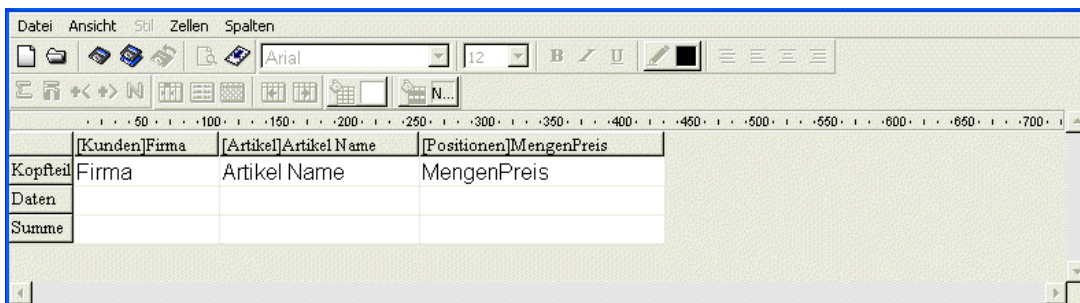 Datei Ansicht Stil Zellen Spalten
Arial 12 B I U
N...
50 100 150 200 250 300 350 400 450 500 550 600 650 700
[Kunden]Firma [Artikel]Artikel Name [Positionen]MengenPreis
Kopfteil Firma Artikel Name MengenPreis
Daten
Summe